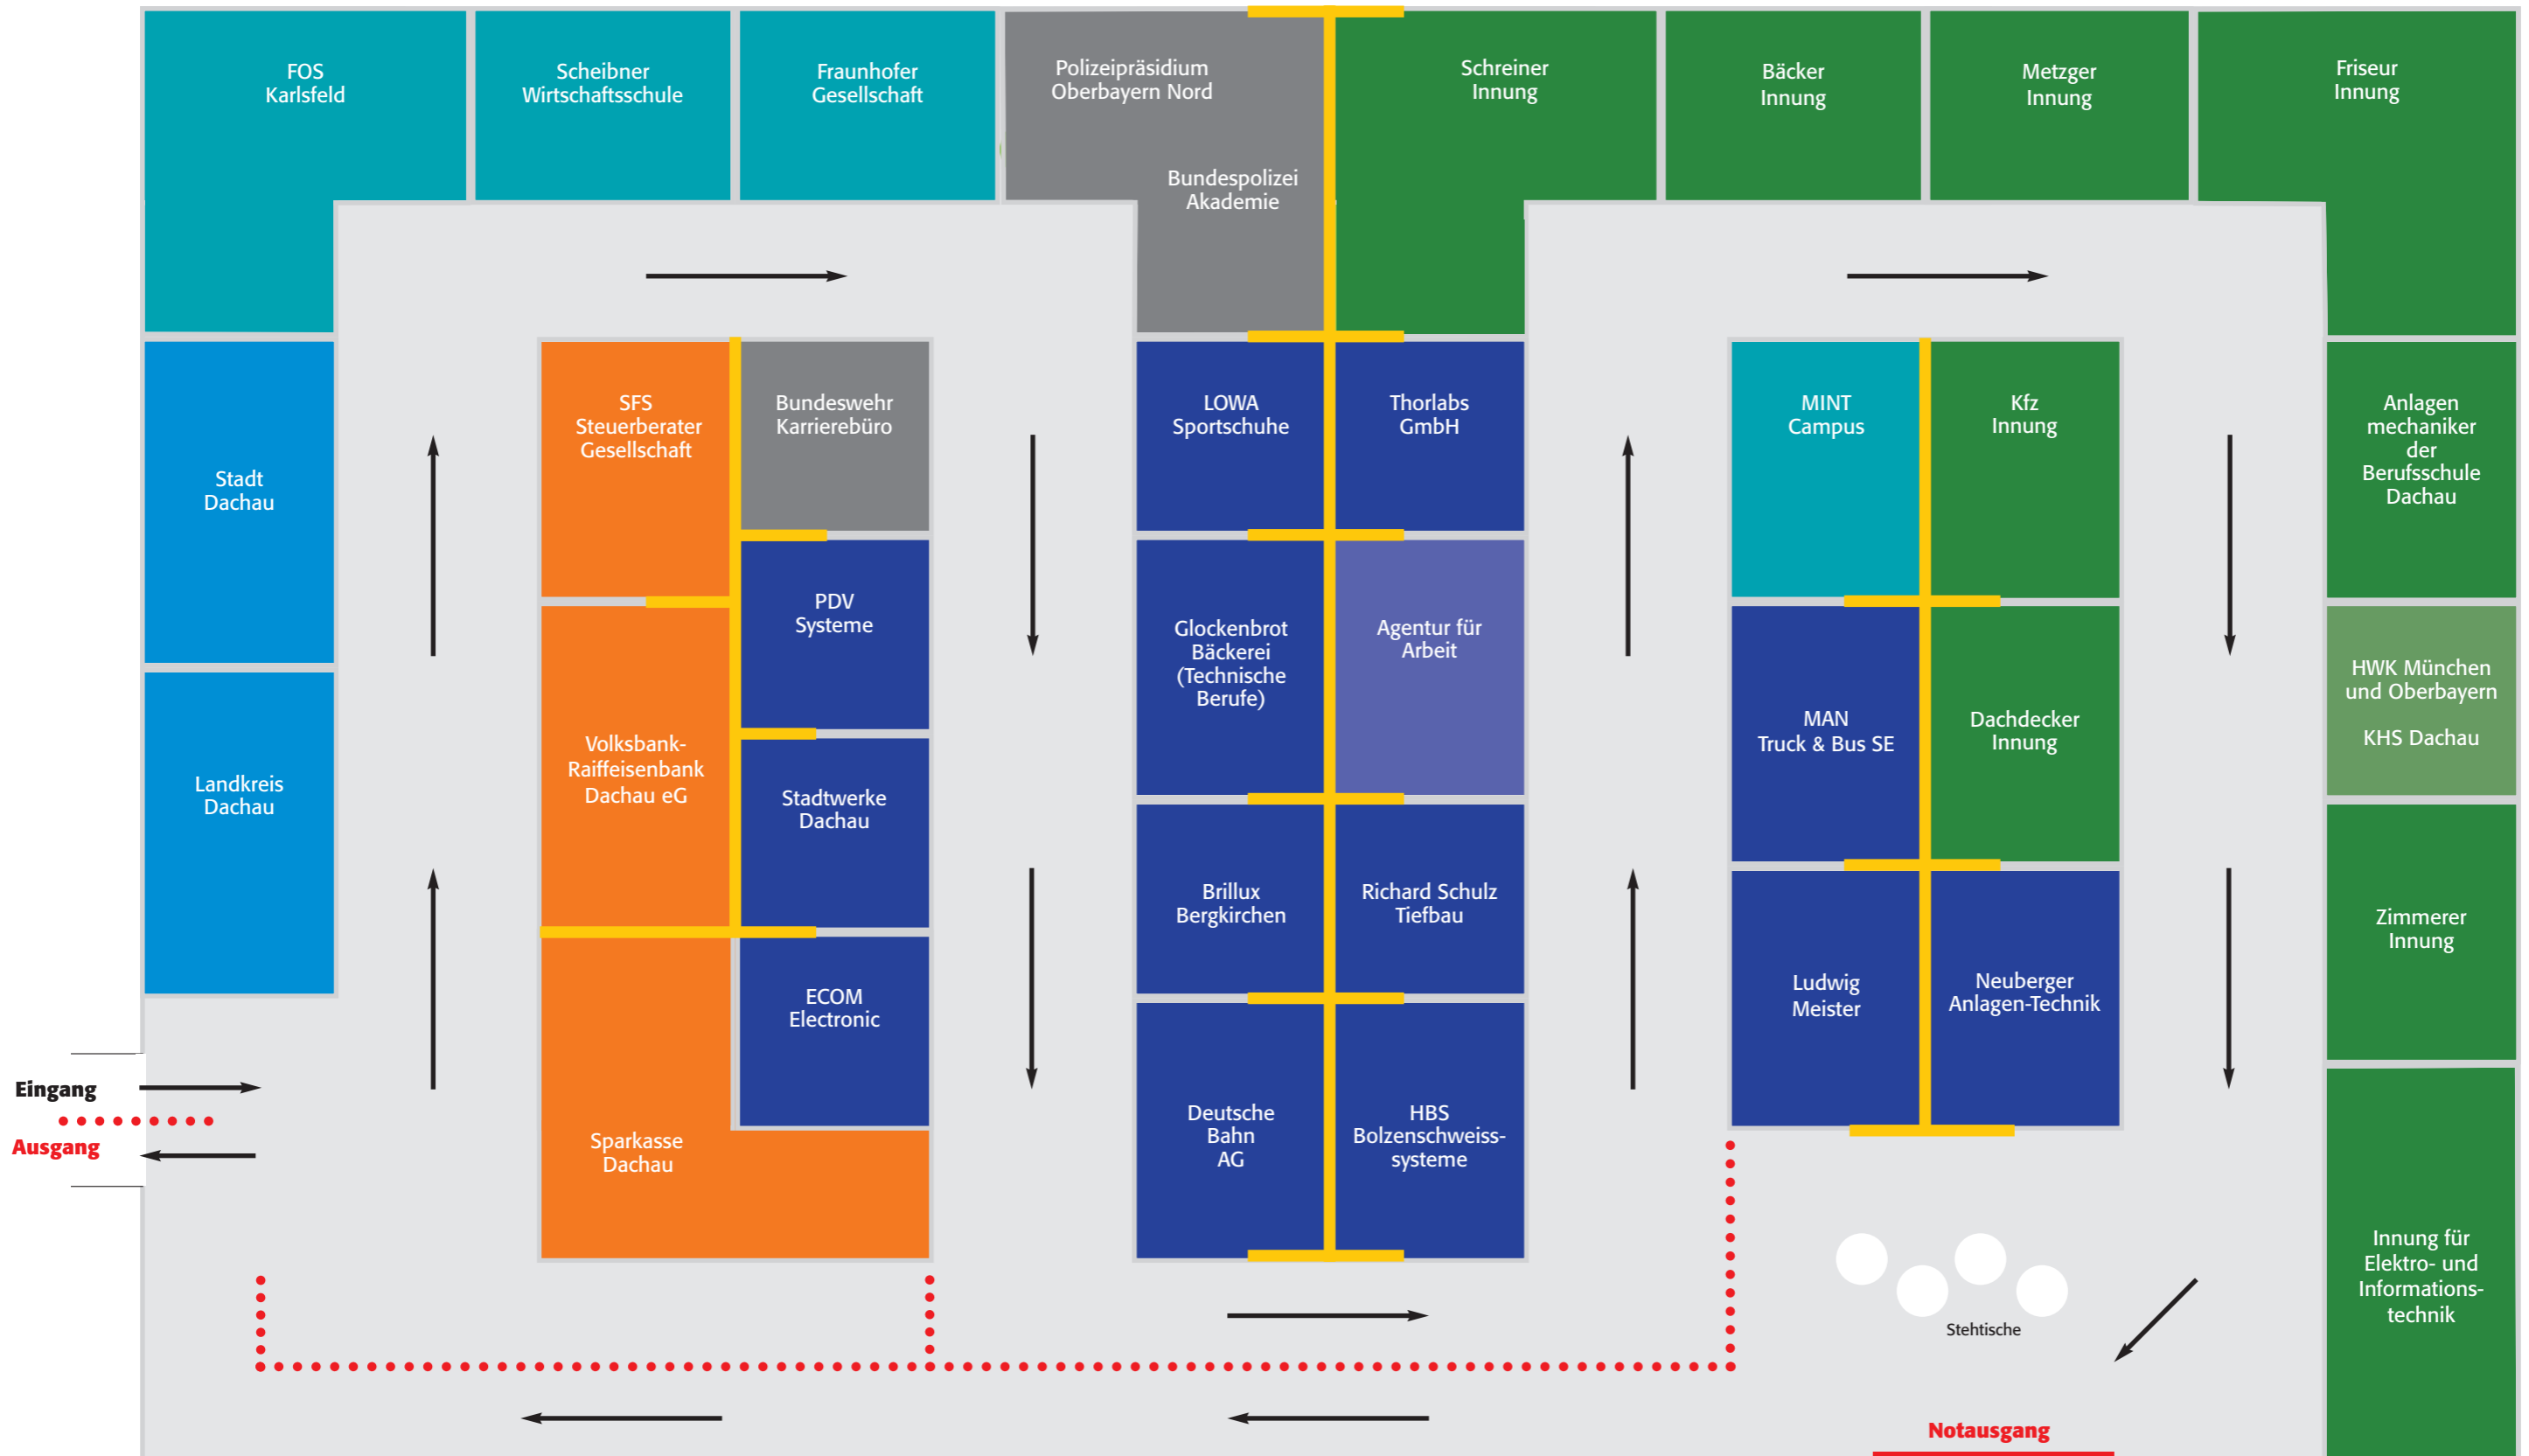 FOS
Karlsfeld
Scheibner
Wirtschaftsschule
Fraunhofer
Gesellschaft
Polizeipräsidium
Oberbayern Nord
Bundespolizei
Akademie
Schreiner
Innung
Bäcker
Innung
Metzger
Innung
Friseur
Innung
Stadt
Dachau
Landkreis
Dachau
SFS
Steuerberater
Gesellschaft
Volksbank-
Raiffeisenbank
Dachau eG
Sparkasse
Dachau
Bundeswehr
Karrierebüro
PDV
Systeme
Stadtwerke
Dachau
ECOM
Electronic
LOWA
Sportschuhe
Glockenbrot
Bäckerei
(Technische
Berufe)
Brillux
Bergkirchen
Deutsche
Bahn
AG
Thorlabs
GmbH
Agentur für
Arbeit
Richard Schulz
Tiefbau
HBS
Bolzenschweiss-
systeme
MINT
Campus
MAN
Truck & Bus SE
Ludwig
Meister
Kfz
Innung
Dachdecker
Innung
Neuberger
Anlagen-Technik
Anlagen
mechaniker
der
Berufsschule
Dachau
HWK München
und Oberbayern
KHS Dachau
Zimmerer
Innung
Innung für
Elektro- und
Informations-
technik
Eingang
Ausgang
Stehtische
Notausgang